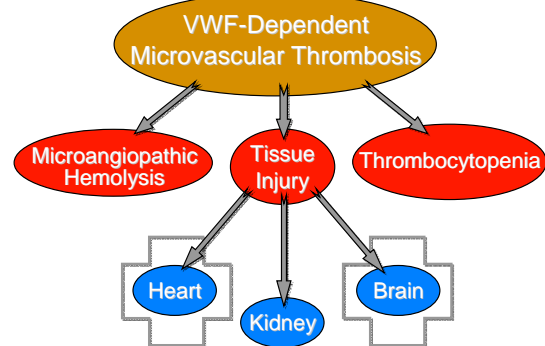 VWF-Dependent
Microvascular Thrombosis
Microangiopathic
Hemolysis
Tissue
Injury
Thrombocytopenia
Heart
Kidney
Brain